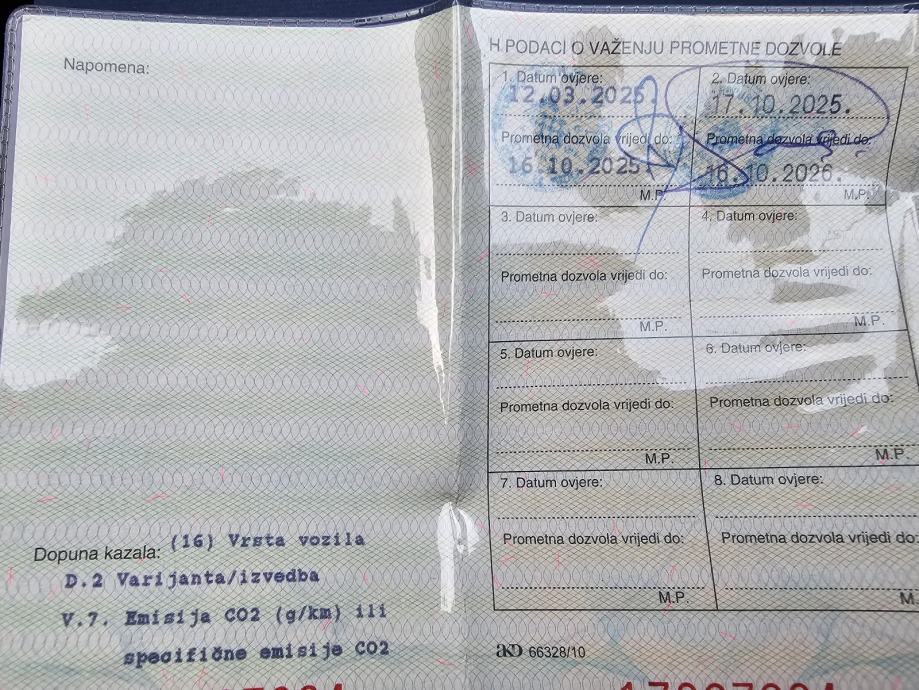 Napomena:
Dopuna kazala: (16) Vrsta vozila
D.2 Varijanta/izvedba
V.7. Emisija CO2 (g/km) ili
specifične emisije CO2
H PODACI O VAŽENJU PROMETNE DOZVOLE
1. Datum ovjere:
12.03.2025.
Prometna dozvola vrijedi do:
16.10.2025.
M.P.
2. Datum ovjere:
17.10.2025.
Prometna dozvola vrijedi do:
16.10.2026.
M.P.
3. Datum ovjere:
Prometna dozvola vrijedi do:
M.P.
4. Datum ovjere:
Prometna dozvola vrijedi do:
M.P.
5. Datum ovjere:
Prometna dozvola vrijedi do:
M.P.
6. Datum ovjere:
Prometna dozvola vrijedi do:
M.P.
7. Datum ovjere:
Prometna dozvola vrijedi do:
M.P.
8. Datum ovjere:
Prometna dozvola vrijedi do:
M.
AKD 66328/10